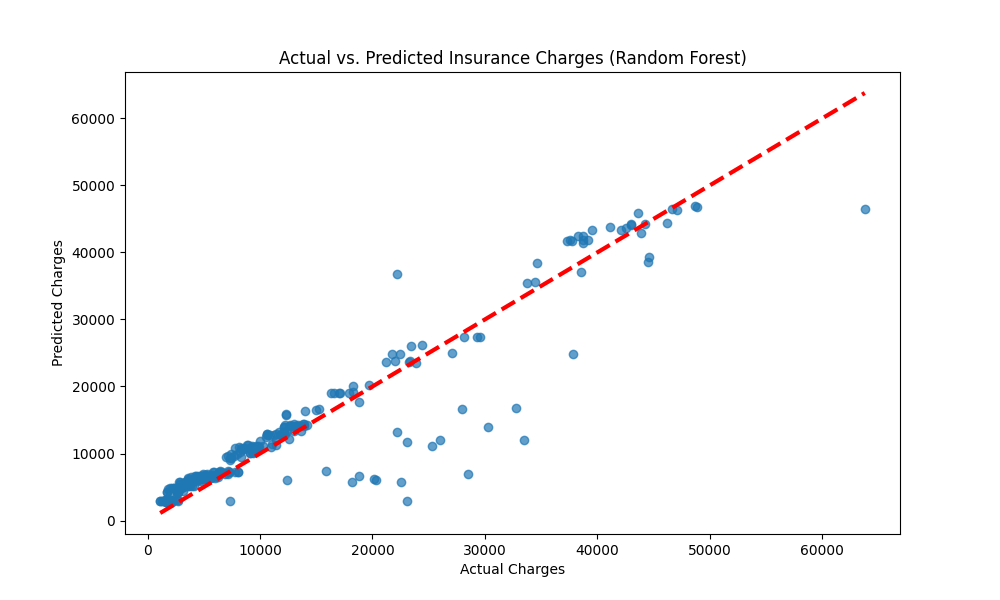 Actual vs. Predicted Insurance Charges (Random Forest)
Predicted Charges
60000
50000
40000
30000
20000
10000
0
0 10000 20000 30000 40000 50000 60000
Actual Charges